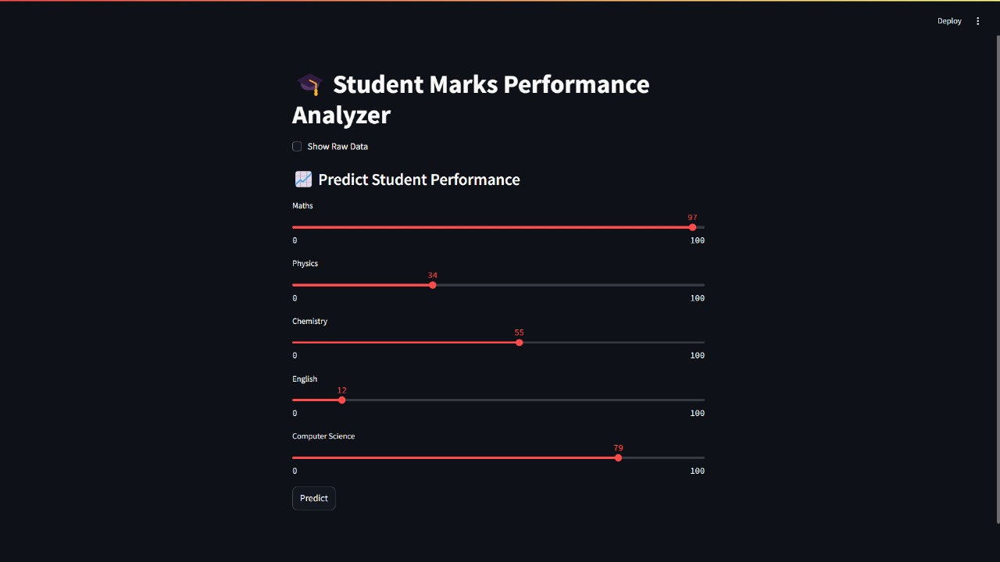 Deploy
Student Marks Performance
Analyzer
Show Raw Data
Predict Student Performance
Maths
97
0 100
Physics
34
0 100
Chemistry
55
0 100
English
12
0 100
Computer Science
79
0 100
Predict